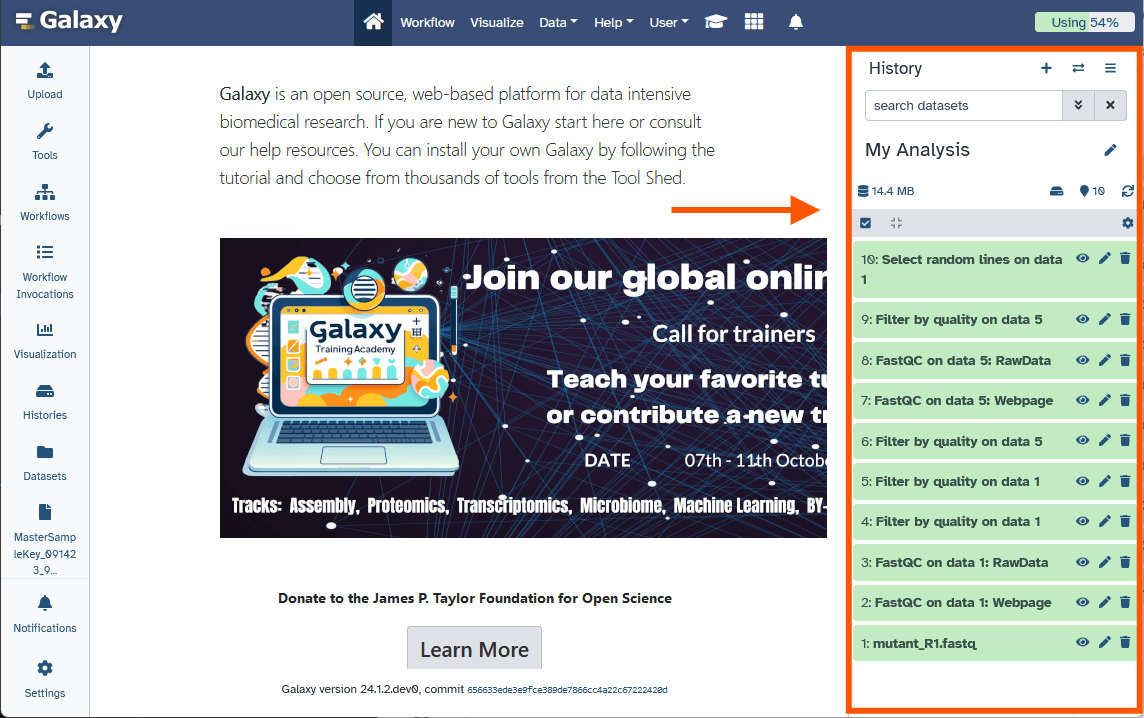 Galaxy
Workflow Visualize Data Help User
Using 54%
Upload
Tools
Workflows
Workflow
Invocations
Visualization
Histories
Datasets
MasterSamp
leKey_09142
3_9...
Notifications
Settings
Galaxy is an open source, web-based platform for data intensive
biomedical research. If you are new to Galaxy start here or consult
our help resources. You can install your own Galaxy by following the
tutorial and choose from thousands of tools from the Tool Shed.
Galaxy
Training Academy
Join our global onlin
Call for trainers
Teach your favorite tu
or contribute a new tr
DATE 07th - 11th Octobe
Tracks: Assembly, Proteomics, Transcriptomics, Microbiome, Machine Learning, BY-
Donate to the James P. Taylor Foundation for Open Science
Learn More
Galaxy version 24.1.2.dev0, commit 656633ede3e9fce389de7866cc4a22c67222420d
History
search datasets
My Analysis
14.4 MB 10
10: Select random lines on data
1
9: Filter by quality on data 5
8: FastQC on data 5: RawData
7: FastQC on data 5: Webpage
6: Filter by quality on data 5
5: Filter by quality on data 1
4: Filter by quality on data 1
3: FastQC on data 1: RawData
2: FastQC on data 1: Webpage
1: mutant_R1.fastq